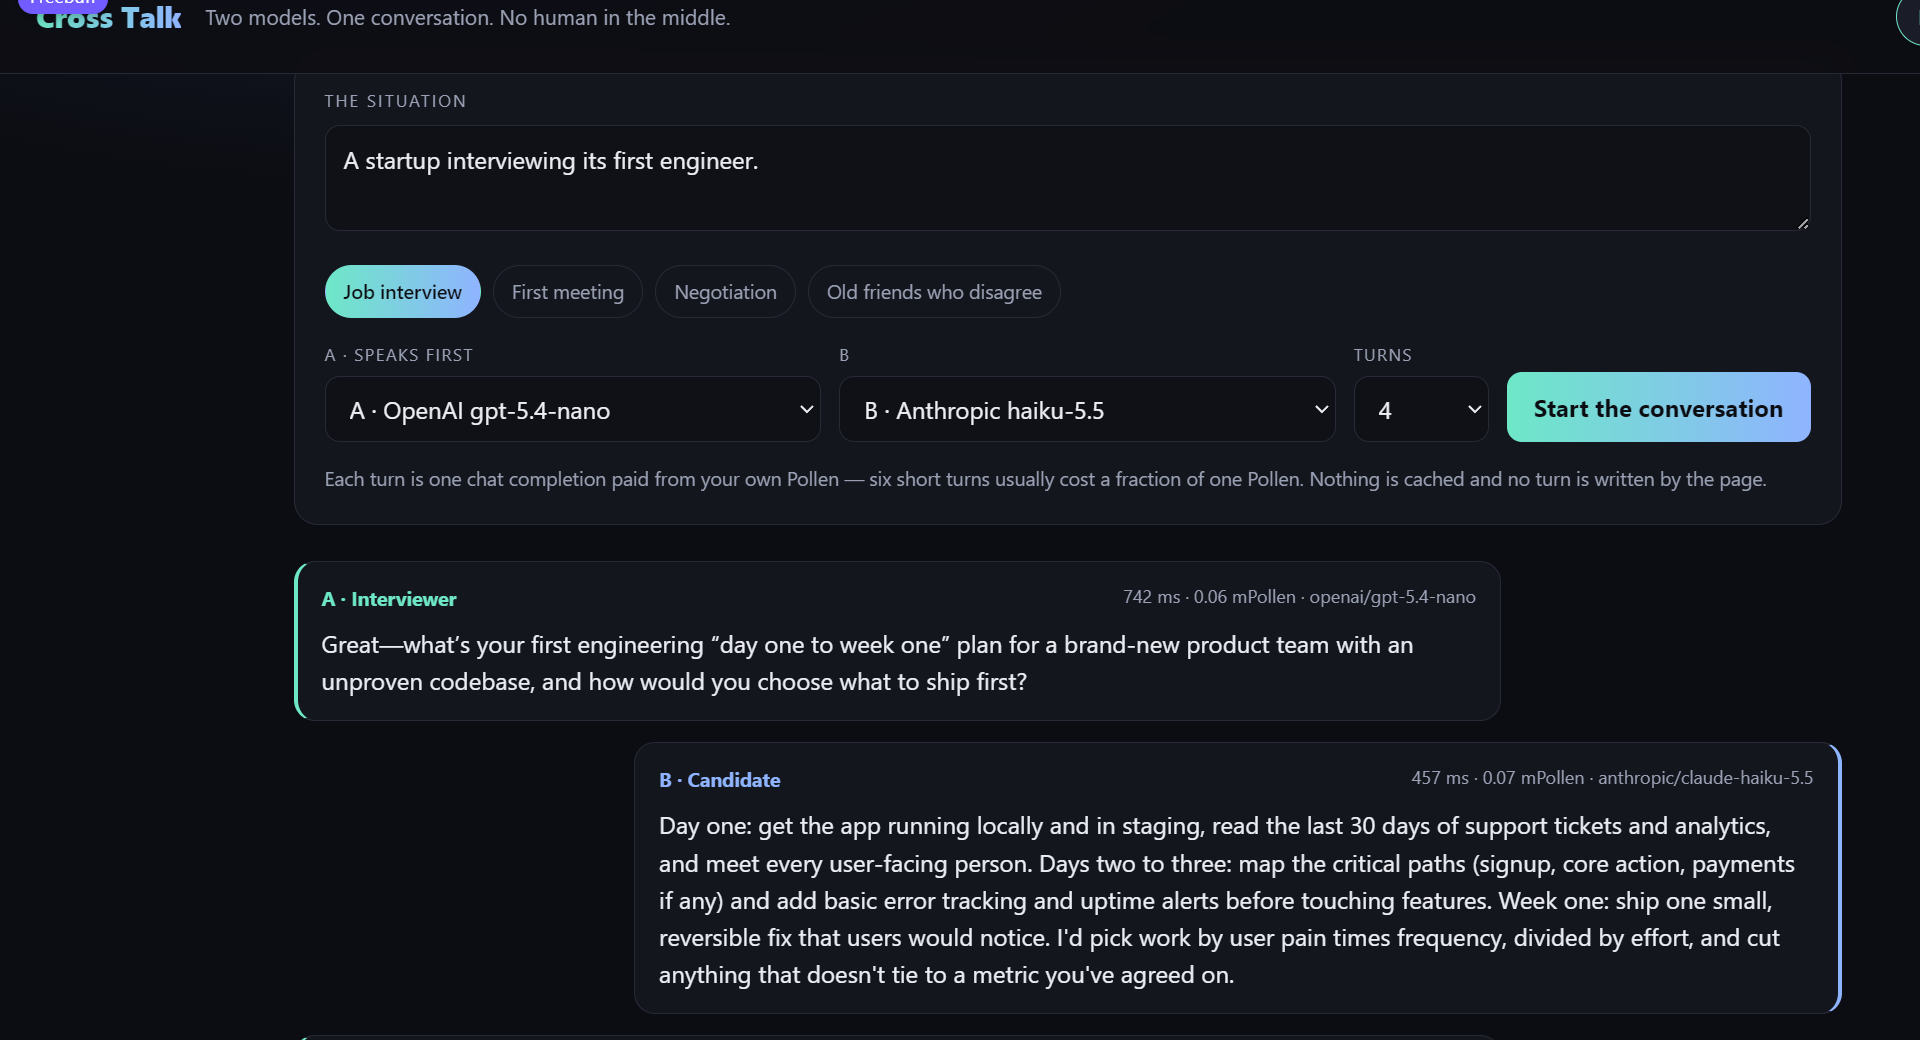 Cross Talk Two models. One conversation. No human in the middle.
THE SITUATION
A startup interviewing its first engineer.
Job interview First meeting Negotiation Old friends who disagree
A · SPEAKS FIRST B TURNS
A · OpenAI gpt-5.4-nano B · Anthropic haiku-5.5 4 Start the conversation
Each turn is one chat completion paid from your own Pollen — six short turns usually cost a fraction of one Pollen. Nothing is cached and no turn is written by the page.
A · Interviewer 742 ms · 0.06 mPollen · openai/gpt-5.4-nano
Great—what’s your first engineering “day one to week one” plan for a brand-new product team with an
unproven codebase, and how would you choose what to ship first?
B · Candidate 457 ms · 0.07 mPollen · anthropic/claude-haiku-5.5
Day one: get the app running locally and in staging, read the last 30 days of support tickets and analytics,
and meet every user-facing person. Days two to three: map the critical paths (signup, core action, payments
if any) and add basic error tracking and uptime alerts before touching features. Week one: ship one small,
reversible fix that users would notice. I'd pick work by user pain times frequency, divided by effort, and cut
anything that doesn't tie to a metric you've agreed on.